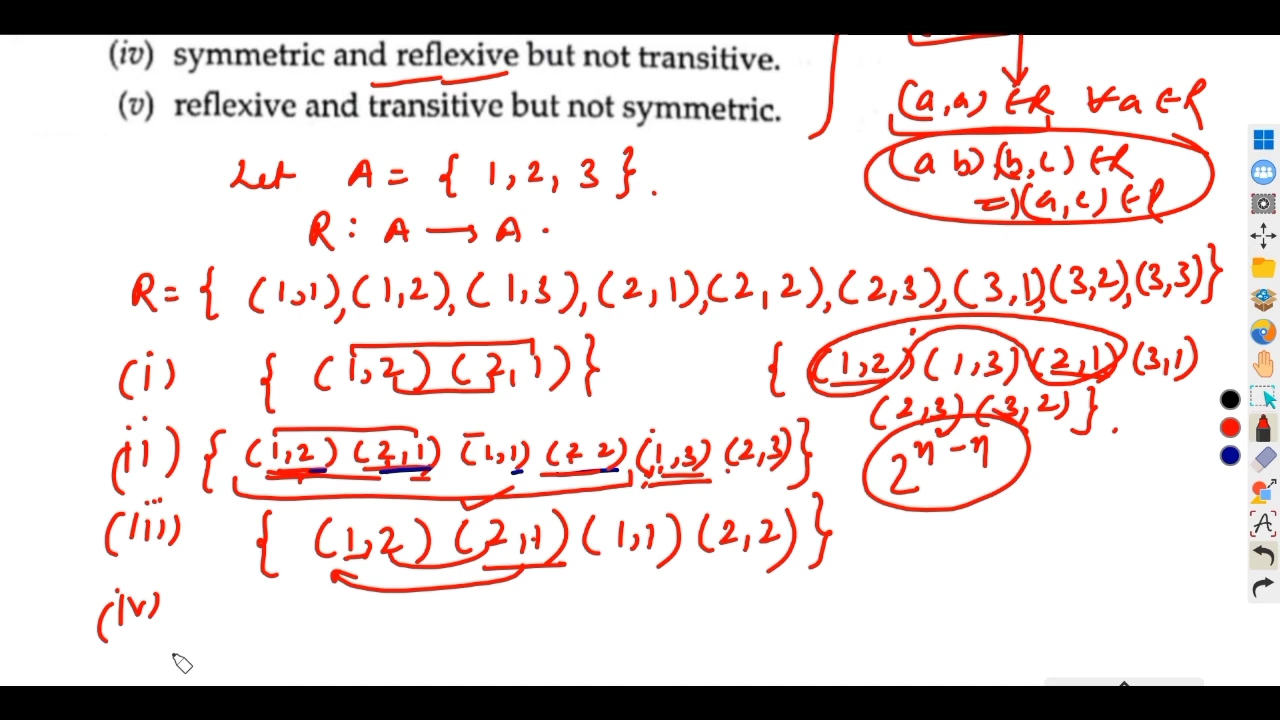 (iv) symmetric and reflexive but not transitive.
(v) reflexive and transitive but not symmetric.
(a,a) ∈ R ∀ a ∈ R
(a b) (b,c) ∈ R
=) (a,c) ∈ R
Let A = { 1, 2, 3 }.
R : A → A .
R = { (1,1), (1,2), (1,3), (2,1), (2,2), (2,3), (3,1), (3,2), (3,3) }
(i) { (1,2) (2,1) }
{ (1,2) (1,3) (2,1) (3,1)
(2,3) (3,2) }.
(ii) { (1,2) (2,1) (1,1) (2 2) (1,3) (2,3) }
2^n - n
(iii) { (1,2) (2,1) (1,1) (2,2) }
(iv)